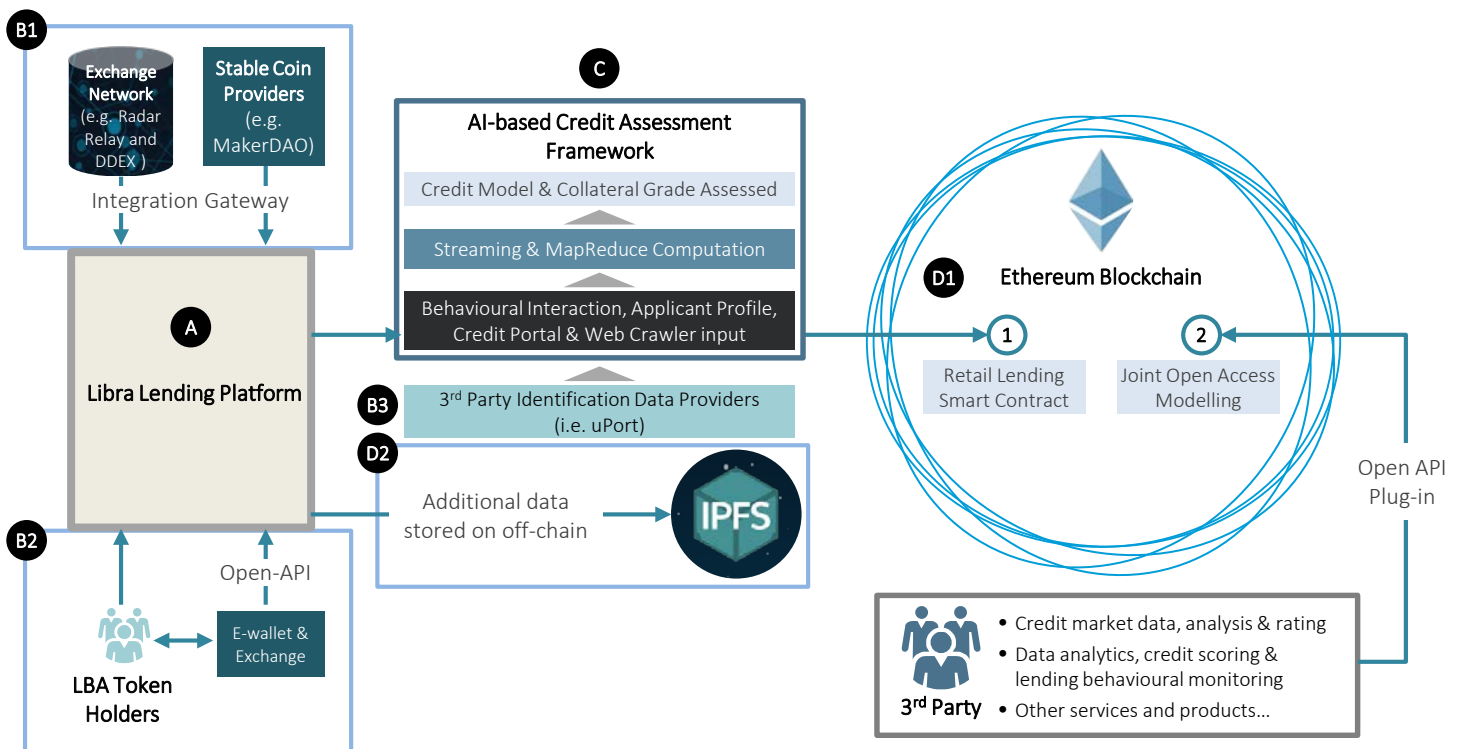 B1
Exchange
Network
(e.g. Radar
Relay and
DDEX )
Stable Coin
Providers
(e.g.
MakerDAO)
Integration Gateway
A
Libra Lending Platform
B2
Open-API
E-wallet &
Exchange
LBA Token
Holders
C
AI-based Credit Assessment
Framework
Credit Model & Collateral Grade Assessed
Streaming & MapReduce Computation
Behavioural Interaction, Applicant Profile,
Credit Portal & Web Crawler input
B3
3rd Party Identification Data Providers
(i.e. uPort)
D2
Additional data
stored on off-chain
IPFS
D1
Ethereum Blockchain
1
Retail Lending
Smart Contract
2
Joint Open Access
Modelling
Open API
Plug-in
3rd Party
• Credit market data, analysis & rating
• Data analytics, credit scoring &
lending behavioural monitoring
• Other services and products...